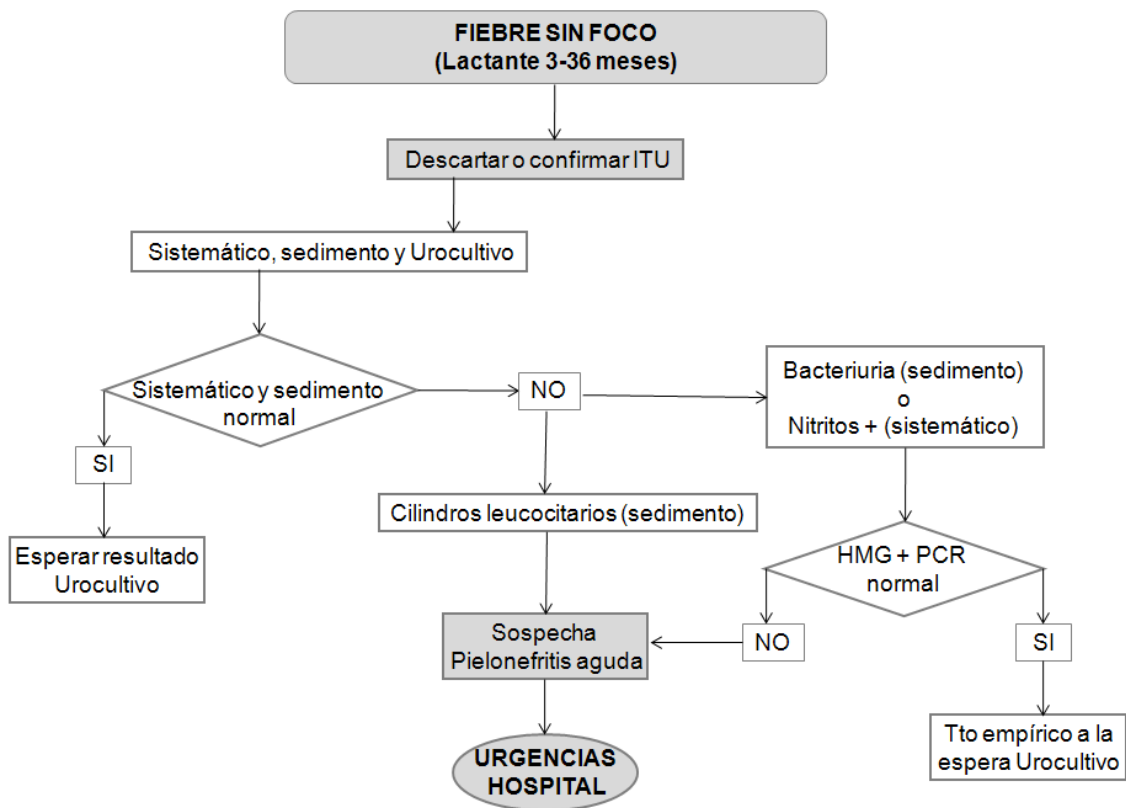 FIEBRE SIN FOCO
(Lactante 3-36 meses)
Descartar o confirmar ITU
Sistemático, sedimento y Urocultivo
Sistemático y sedimento
normal
NO
Bacteriuria (sedimento)
o
Nitritos + (sistemático)
SI
Cilindros leucocitarios (sedimento)
Esperar resultado
Urocultivo
HMG + PCR
normal
Sospecha
Pielonefritis aguda
NO
SI
URGENCIAS
HOSPITAL
Tto empírico a la
espera Urocultivo